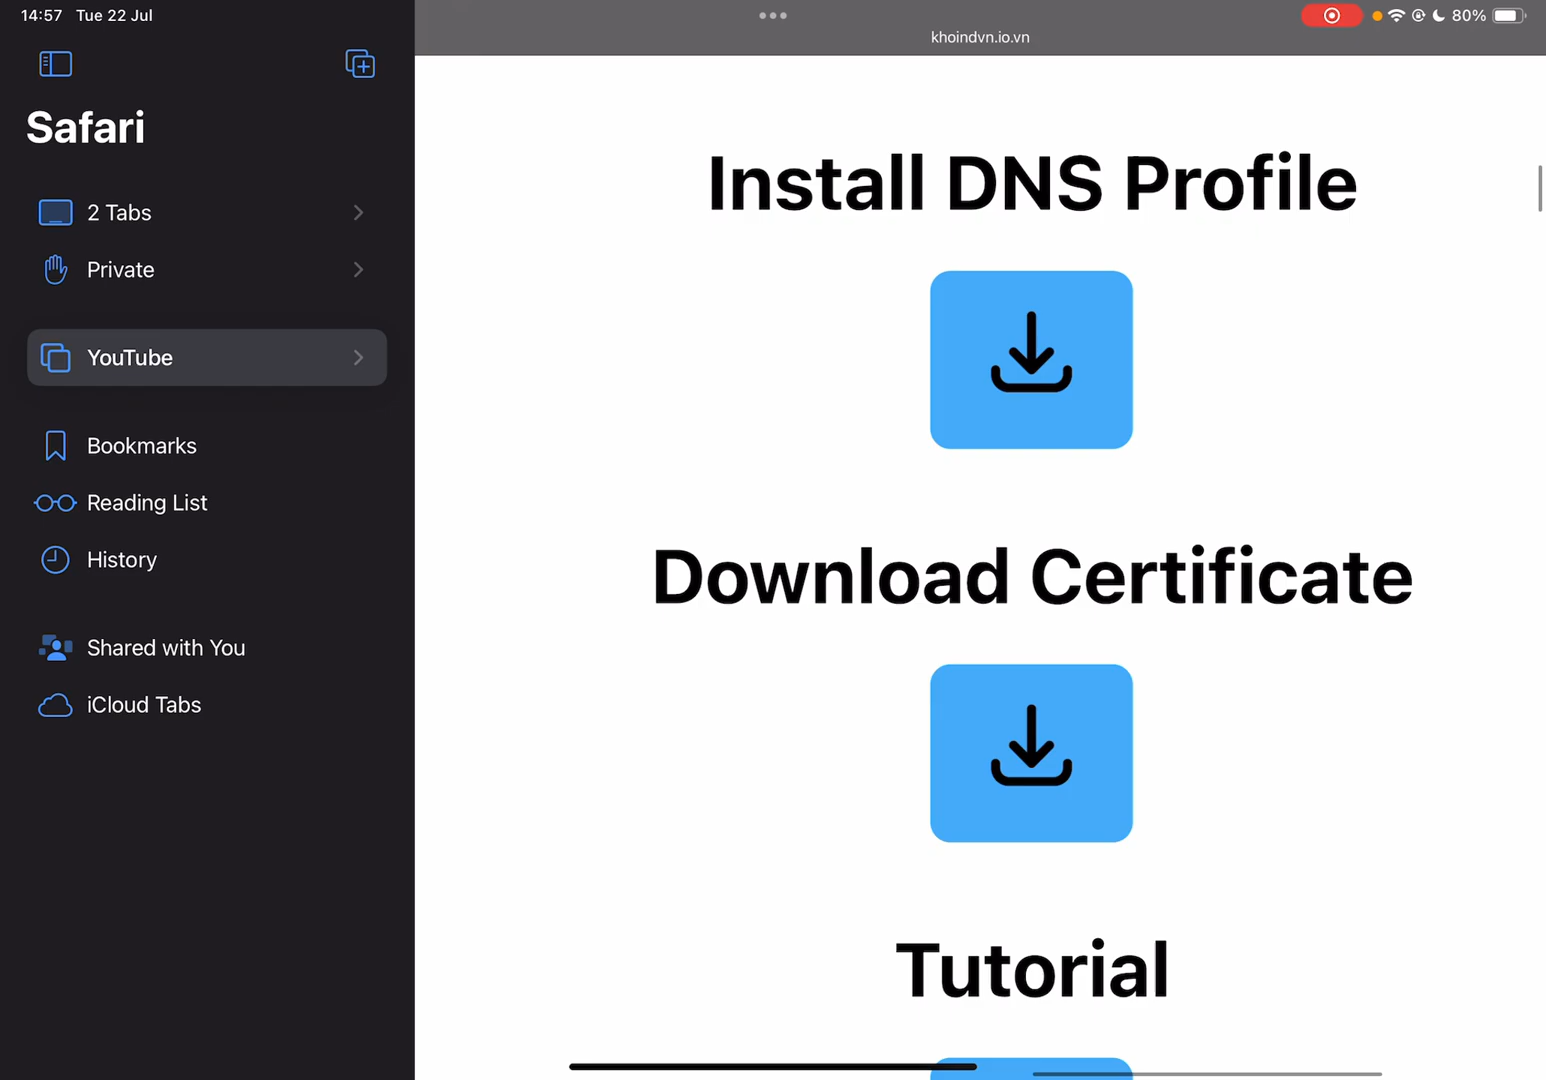 14:57 Tue 22 Jul
80%
khoindvn.io.vn
Safari
2 Tabs
Private
YouTube
Bookmarks
Reading List
History
Shared with You
iCloud Tabs
Install DNS Profile
Download Certificate
Tutorial